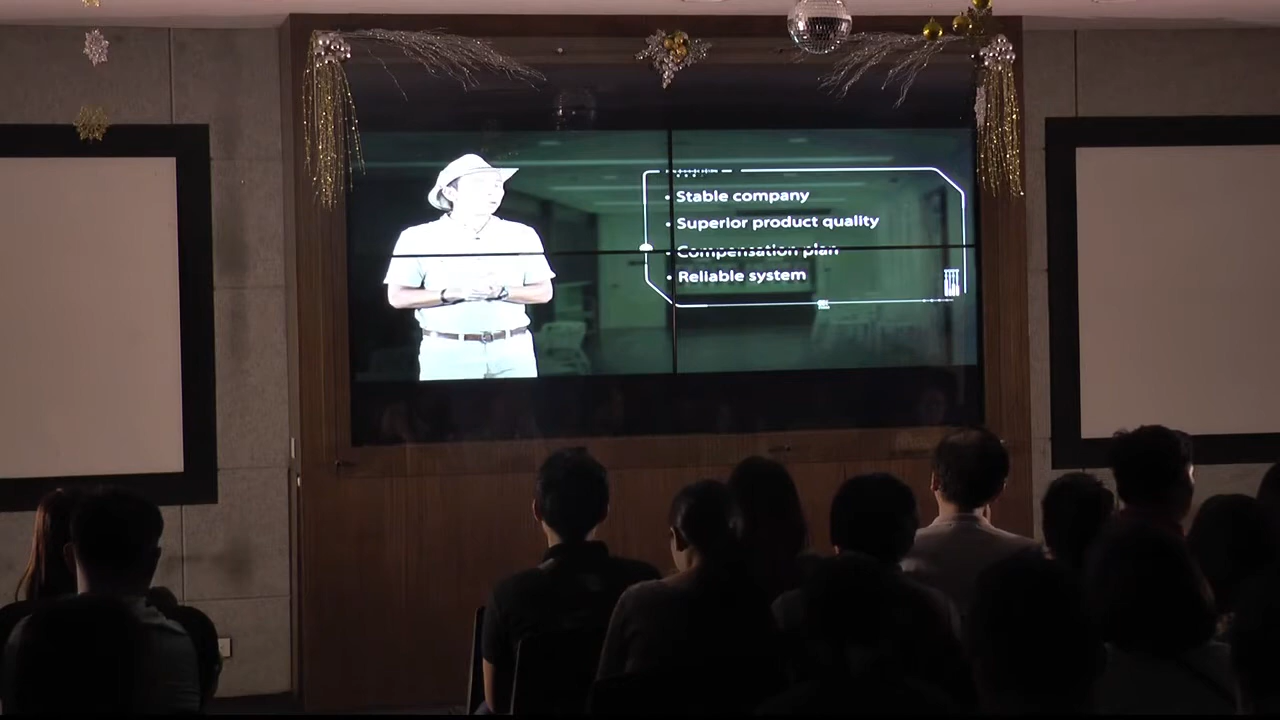 • Stable company
• Superior product quality
• Compensation plan
• Reliable system